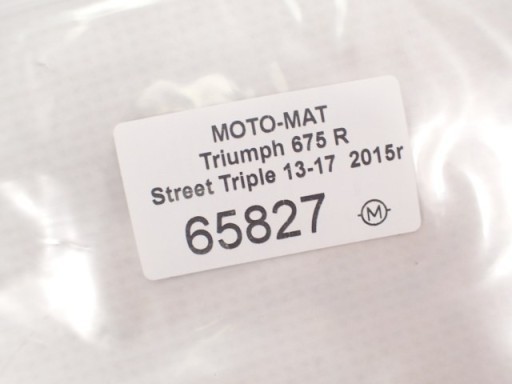 MOTO-MAT
Triumph 675 R
Street Triple 13-17 2015r
65827 M